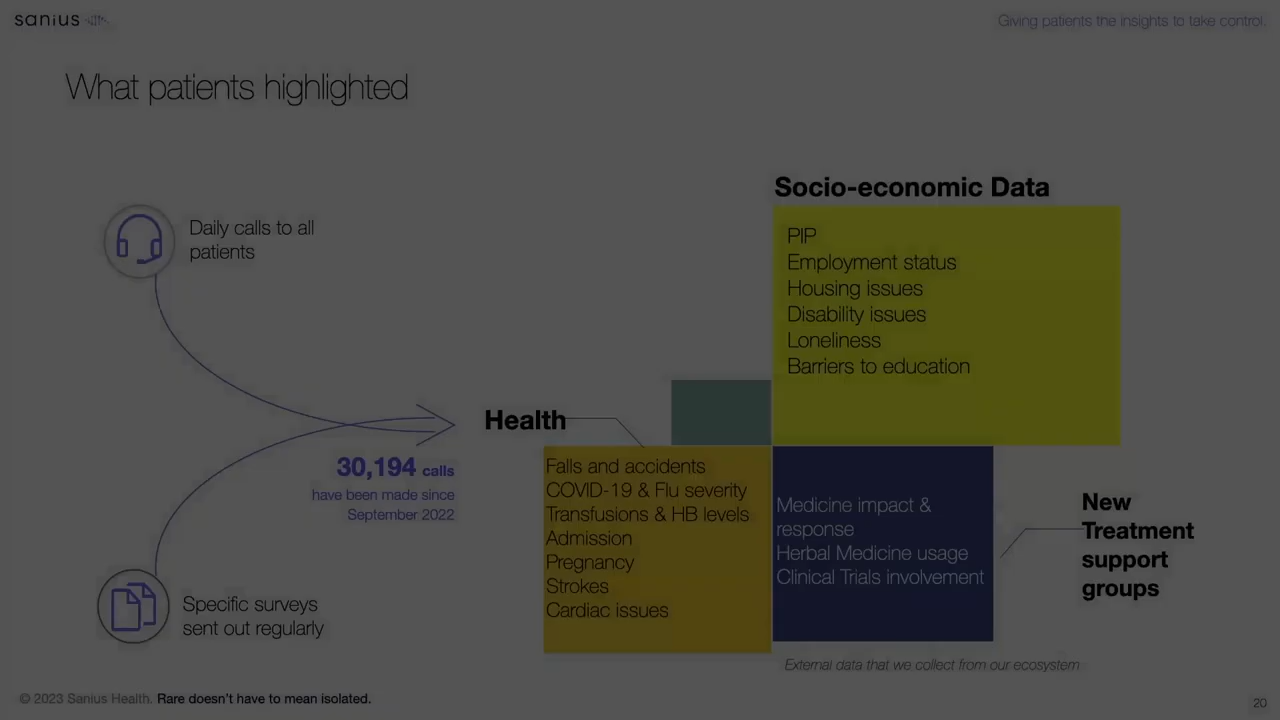 sanius
Giving patients the insights to take control.
What patients highlighted
Daily calls to all
patients
30,194 calls
have been made since
September 2022
Specific surveys
sent out regularly
Socio-economic Data
PIP
Employment status
Housing issues
Disability issues
Loneliness
Barriers to education
Health
Falls and accidents
COVID-19 & Flu severity
Transfusions & HB levels
Admission
Pregnancy
Strokes
Cardiac issues
Medicine impact &
response
Herbal Medicine usage
Clinical Trials involvement
New
Treatment
support
groups
External data that we collect from our ecosystem
© 2023 Sanius Health. Rare doesn't have to mean isolated.
20